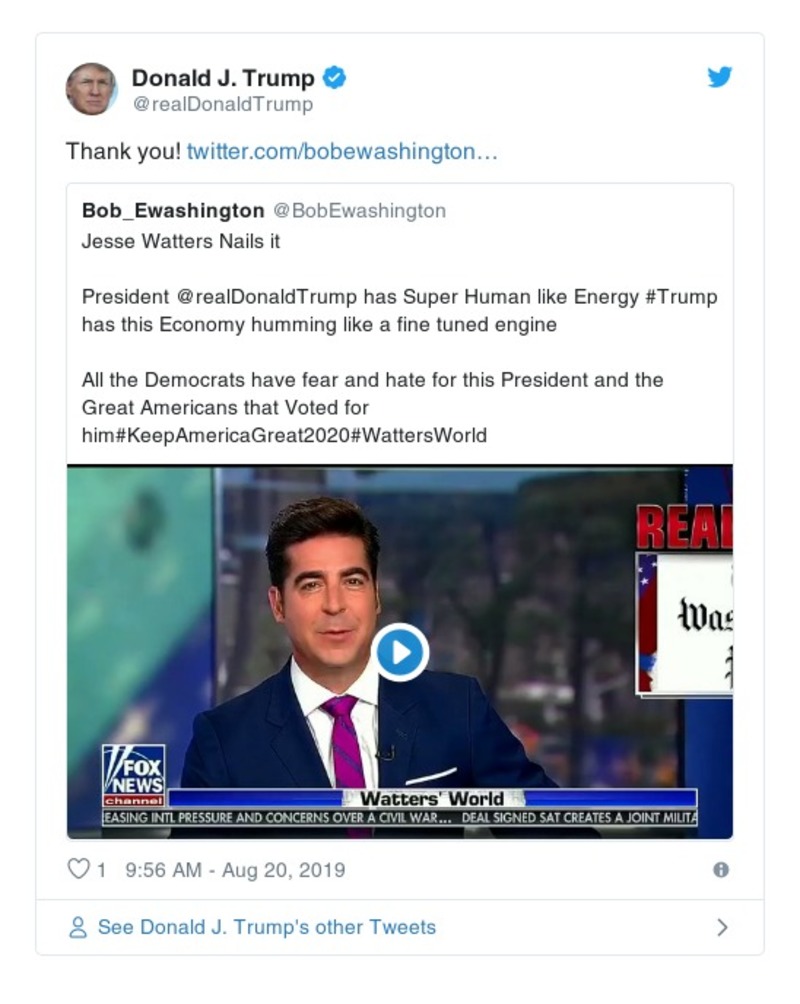 Donald J. Trump
@realDonaldTrump
Thank you! twitter.com/bobewashington…
Bob_Ewashington @BobEwashington
Jesse Watters Nails it
President @realDonaldTrump has Super Human like Energy #Trump
has this Economy humming like a fine tuned engine
All the Democrats have fear and hate for this President and the
Great Americans that Voted for
him#KeepAmericaGreat2020#WattersWorld
REA
Was
FOX
NEWS
channel
Watters' World
EASING INTL PRESSURE AND CONCERNS OVER A CIVIL WAR... DEAL SIGNED SAT CREATES A JOINT MILITA
1 9:56 AM - Aug 20, 2019
See Donald J. Trump's other Tweets